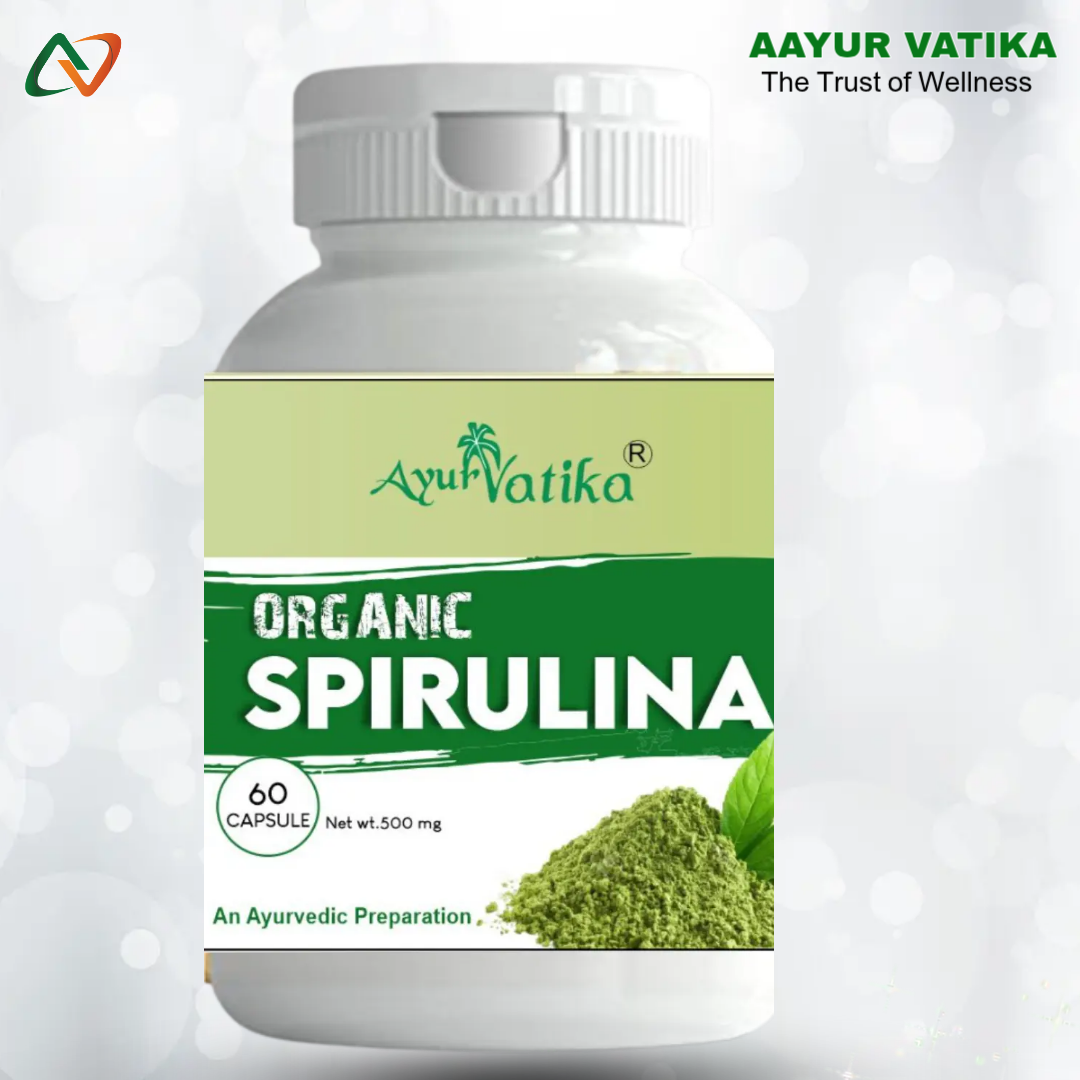 AAYUR VATIKA
The Trust of Wellness
AyurVatika®
ORGANIC
SPIRULINA
60
CAPSULE
Net wt.500 mg
An Ayurvedic Preparation